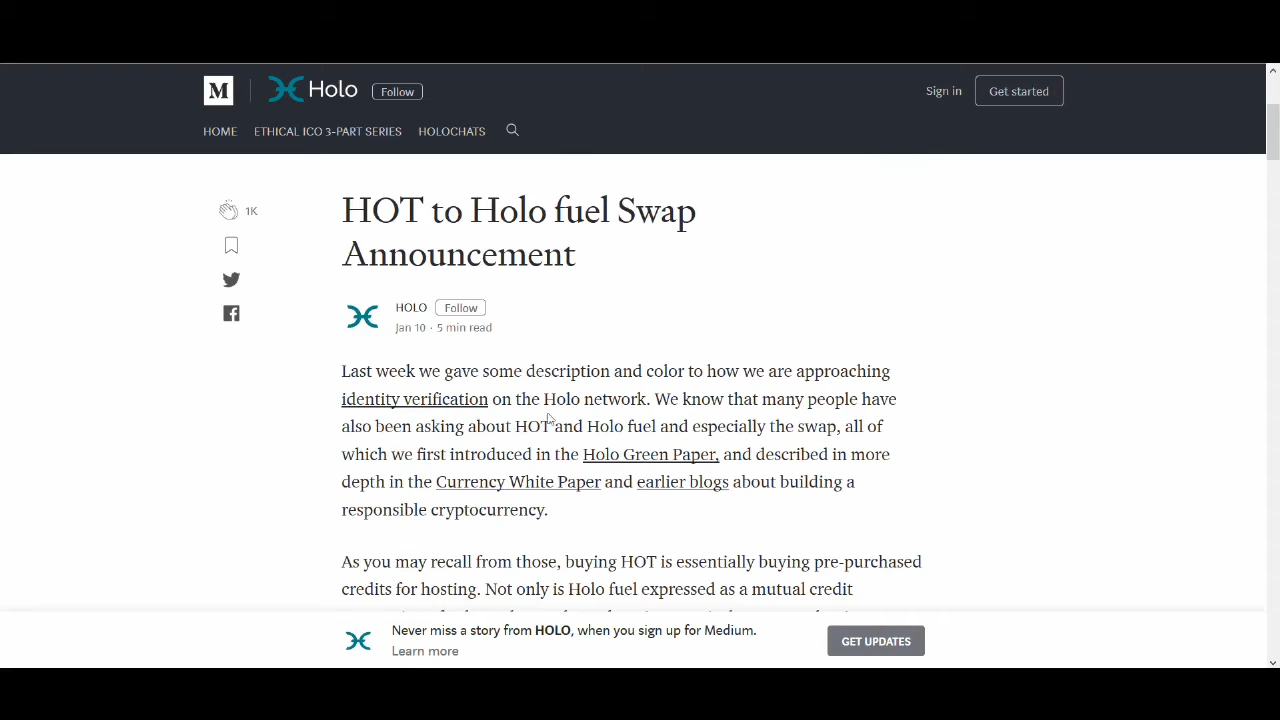 M Holo Follow Sign in Get started
HOME ETHICAL ICO 3-PART SERIES HOLOCHATS
1K
HOT to Holo fuel Swap
Announcement
HOLO Follow
Jan 10 · 5 min read
Last week we gave some description and color to how we are approaching
identity verification on the Holo network. We know that many people have
also been asking about HOT and Holo fuel and especially the swap, all of
which we first introduced in the Holo Green Paper, and described in more
depth in the Currency White Paper and earlier blogs about building a
responsible cryptocurrency.
As you may recall from those, buying HOT is essentially buying pre-purchased
credits for hosting. Not only is Holo fuel expressed as a mutual credit
Never miss a story from HOLO, when you sign up for Medium.
Learn more
GET UPDATES